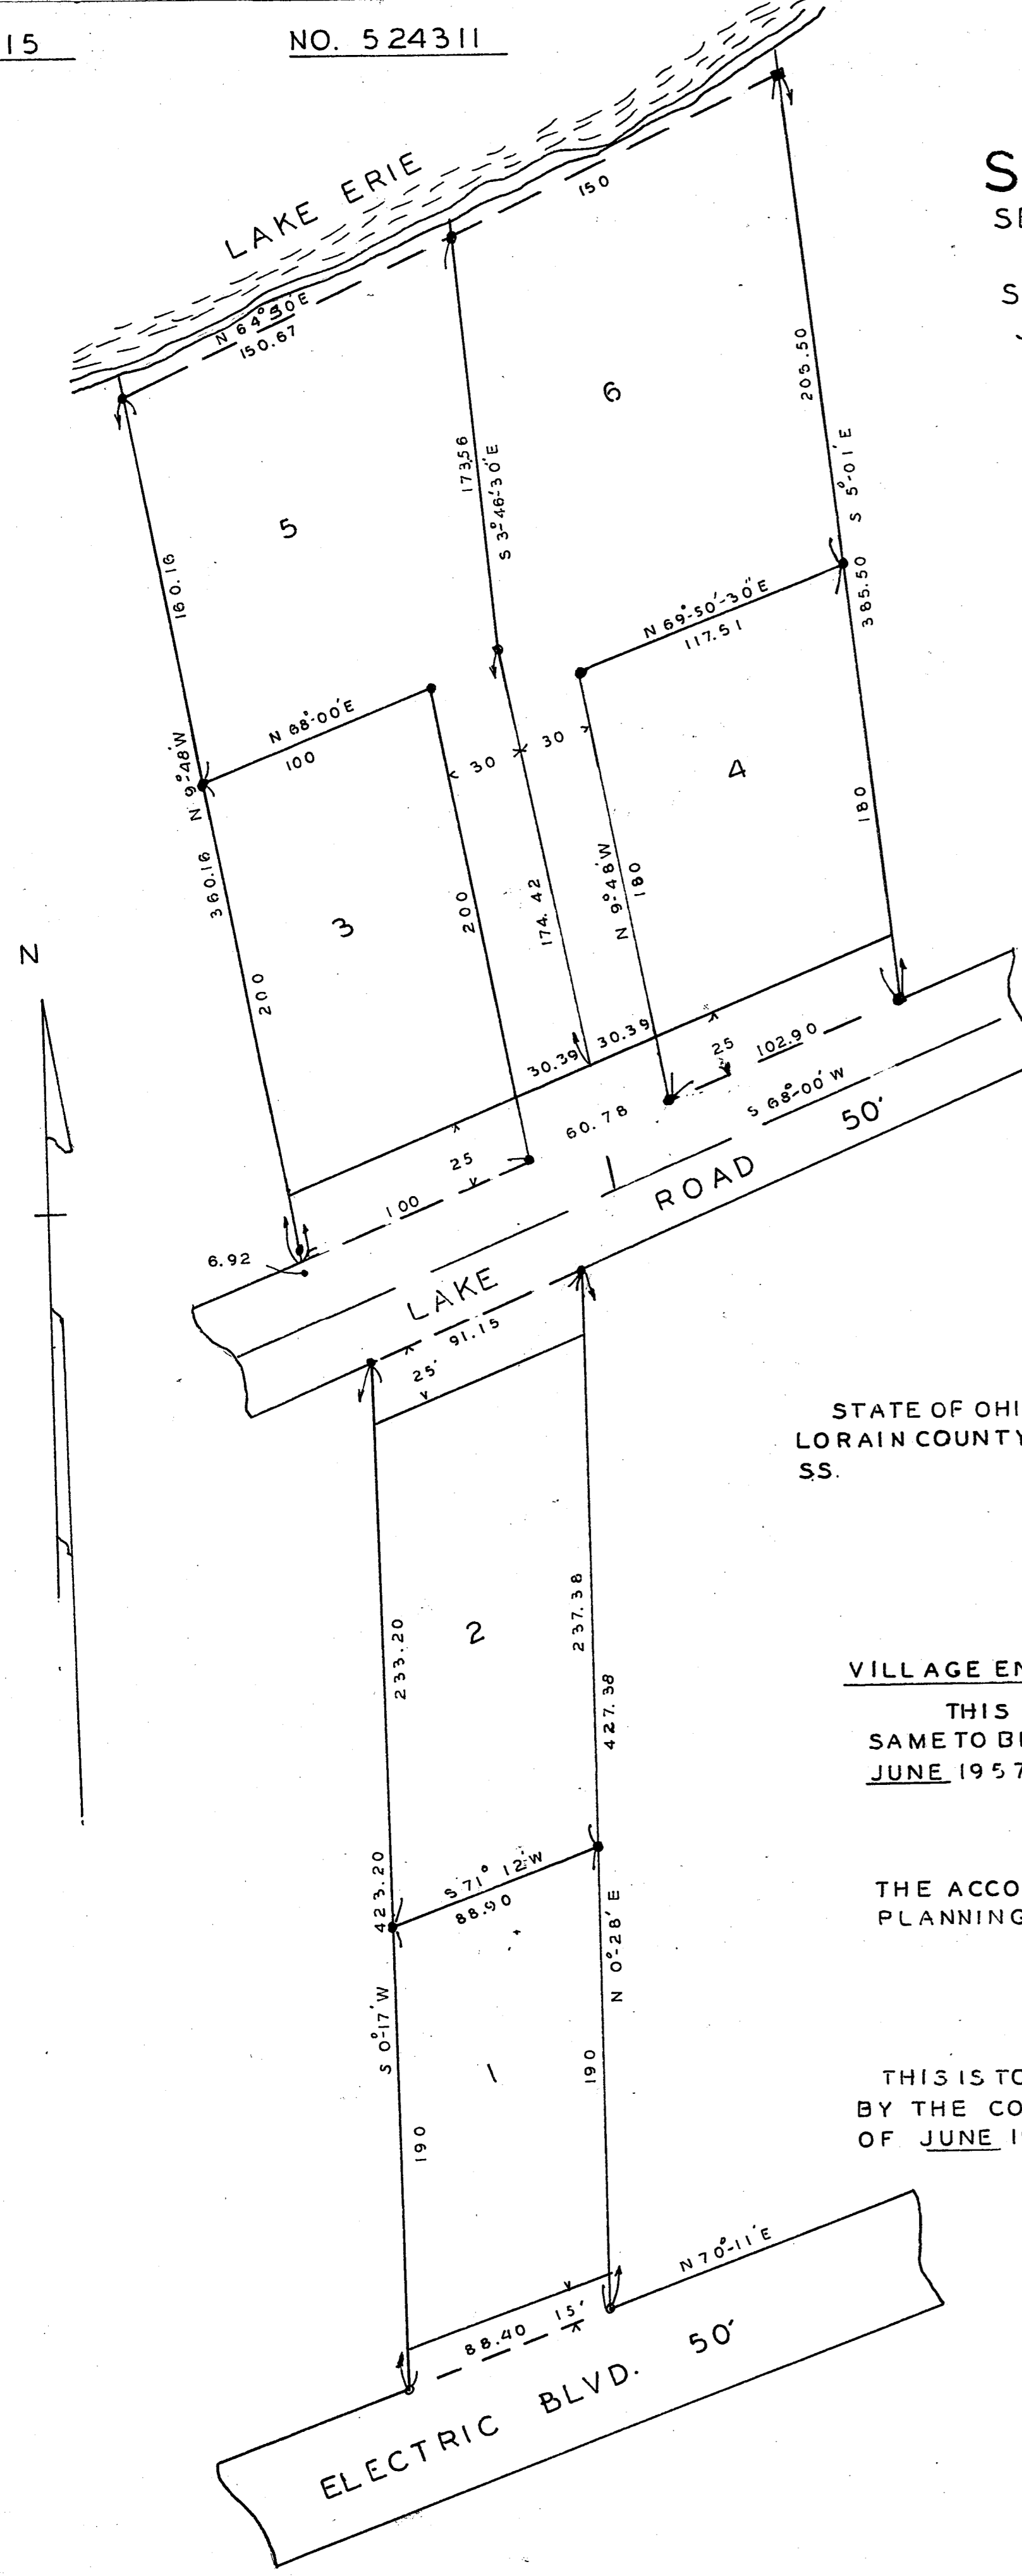 15
NO. 524311
LAKE ERIE
S
SE
S
150
N 64°30'E
150.67
6
203.50
S 5°-01'E
385.50
173.56
S 3°-46'-30"E
5
160.16
N 69°-50'-30"E
117.51
N 68°-00'E
100
N 9°-48'W
360.16
30
30
4
180
N 9°-48'W
180
174.42
200
3
200
N
30.39
30.39
25
102.90
60.78
S 68°-00'W
50'
25
100
ROAD
6.92
LAKE
91.15
25'
STATE OF OHI
LORAIN COUNTY
SS.
237.38
233.20
2
427.38
VILLAGE EN
THIS
SAME TO B
JUNE 1957
423.20
S 71° 12'W
88.90
THE ACCO
PLANNING
N 0°-28'E
S 0°-17'W
1
190
190
THIS IS TO
BY THE CO
OF JUNE 1
N 70°-11'E
15'
88.40
50'
ELECTRIC BLVD.